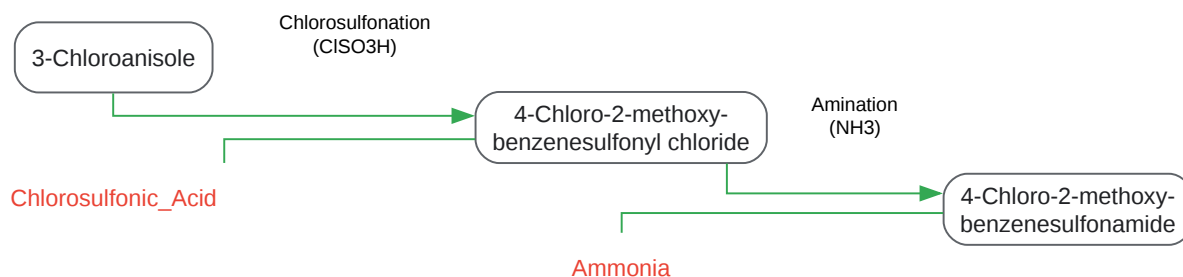 3-Chloroanisole
Chlorosulfonation
(ClSO3H)
4-Chloro-2-methoxy-
benzenesulfonyl chloride
Amination
(NH3)
Chlorosulfonic_Acid
4-Chloro-2-methoxy-
benzenesulfonamide
Ammonia